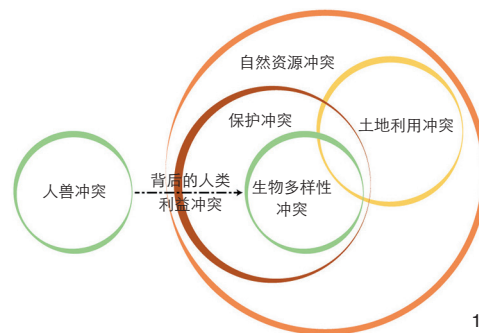 自然资源冲突
保护冲突
土地利用冲突
人兽冲突
背后的人类
利益冲突
生物多样性
冲突
1